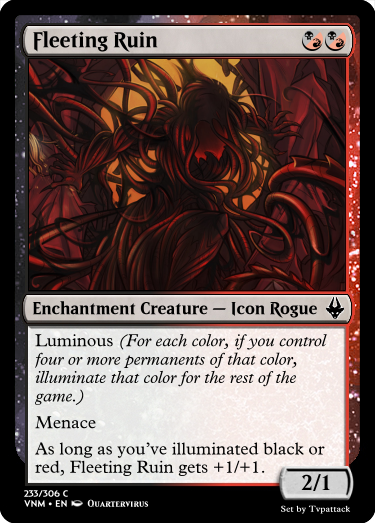 Fleeting Ruin
Enchantment Creature — Icon Rogue
Luminous (For each color, if you control
four or more permanents of that color,
illuminate that color for the rest of the
game.)
Menace
As long as you've illuminated black or
red, Fleeting Ruin gets +1/+1.
2/1
233/306 C
VNM • EN Quartervirus
Set by Tvpattack